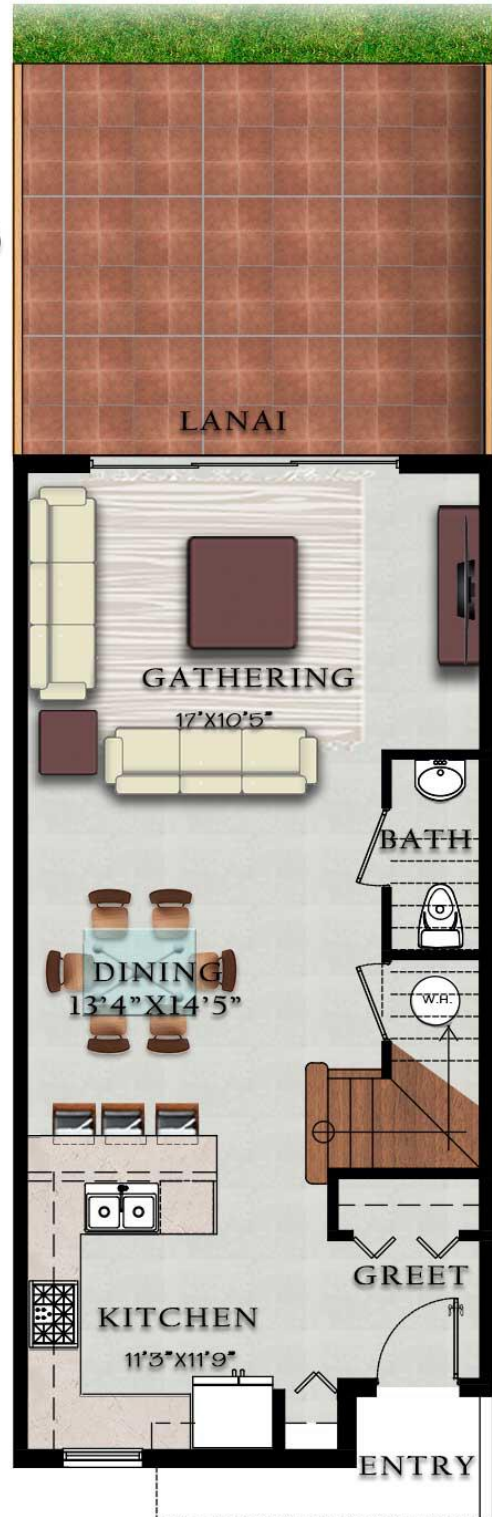 LANAI
GATHERING
17'X10'5"
BATH
DINING
13'4"X14'5"
W.H.
GREET
KITCHEN
11'3"X11'9"
ENTRY